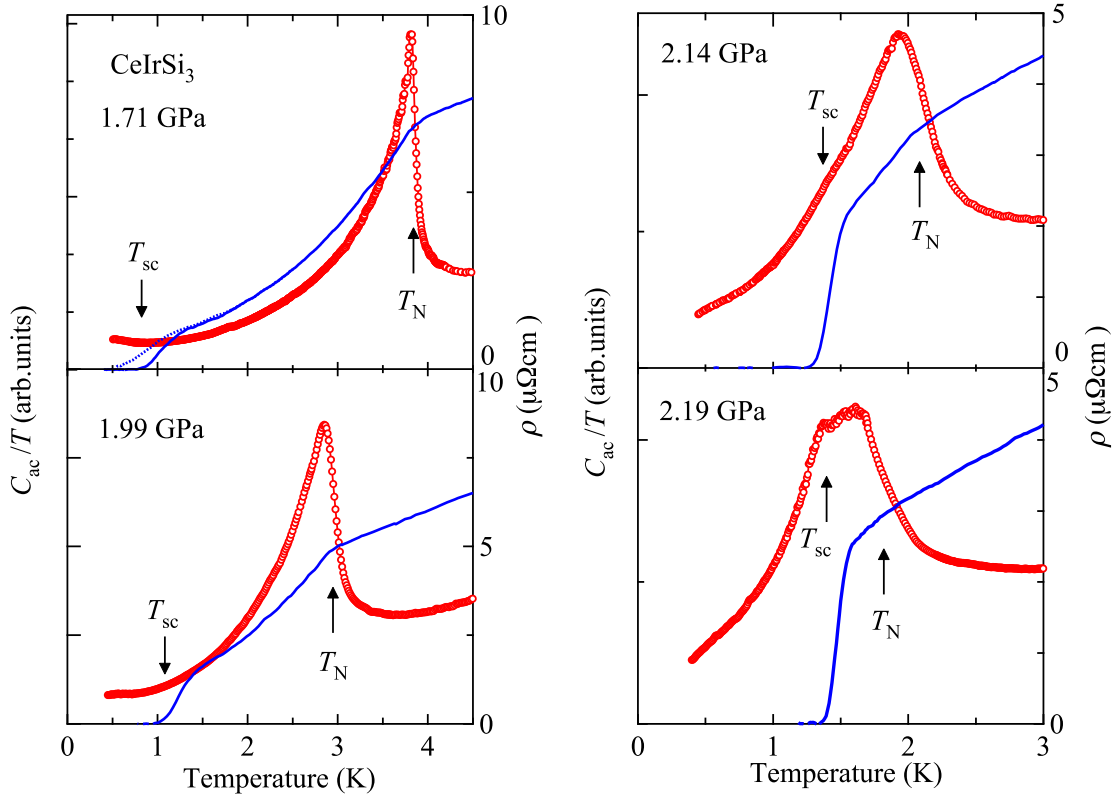 CeIrSi3
1.71 GPa
Tsc
TN
10
0
1.99 GPa
Tsc
TN
10
5
0
Cac/T (arb.units)
ρ (μΩcm )
0 1 2 3 4
Temperature (K)
2.14 GPa
Tsc
TN
5
0
2.19 GPa
Tsc
TN
5
0
Cac/T (arb.units)
ρ (μΩcm )
0 1 2 3
Temperature (K)